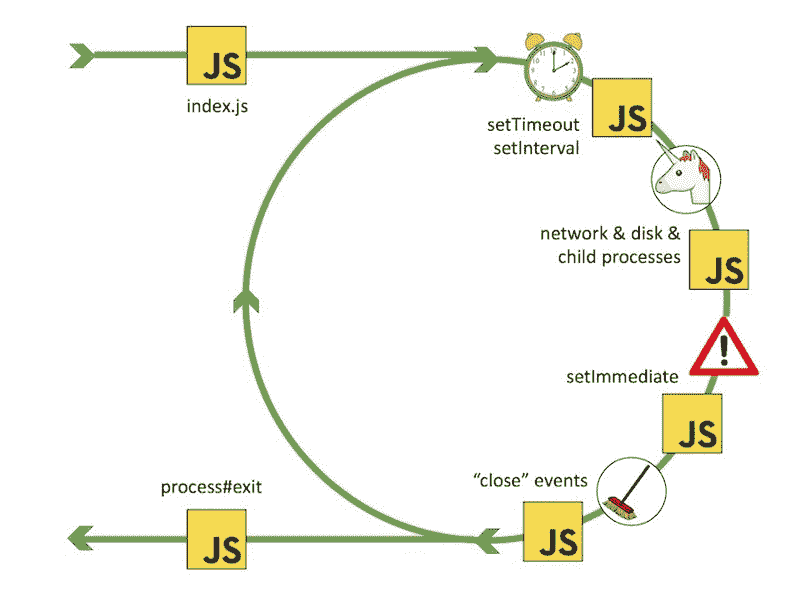 JS
index.js
setTimeout
setInterval
JS
network & disk &
child processes
JS
!
setImmediate
JS
“close” events
JS
process#exit
JS